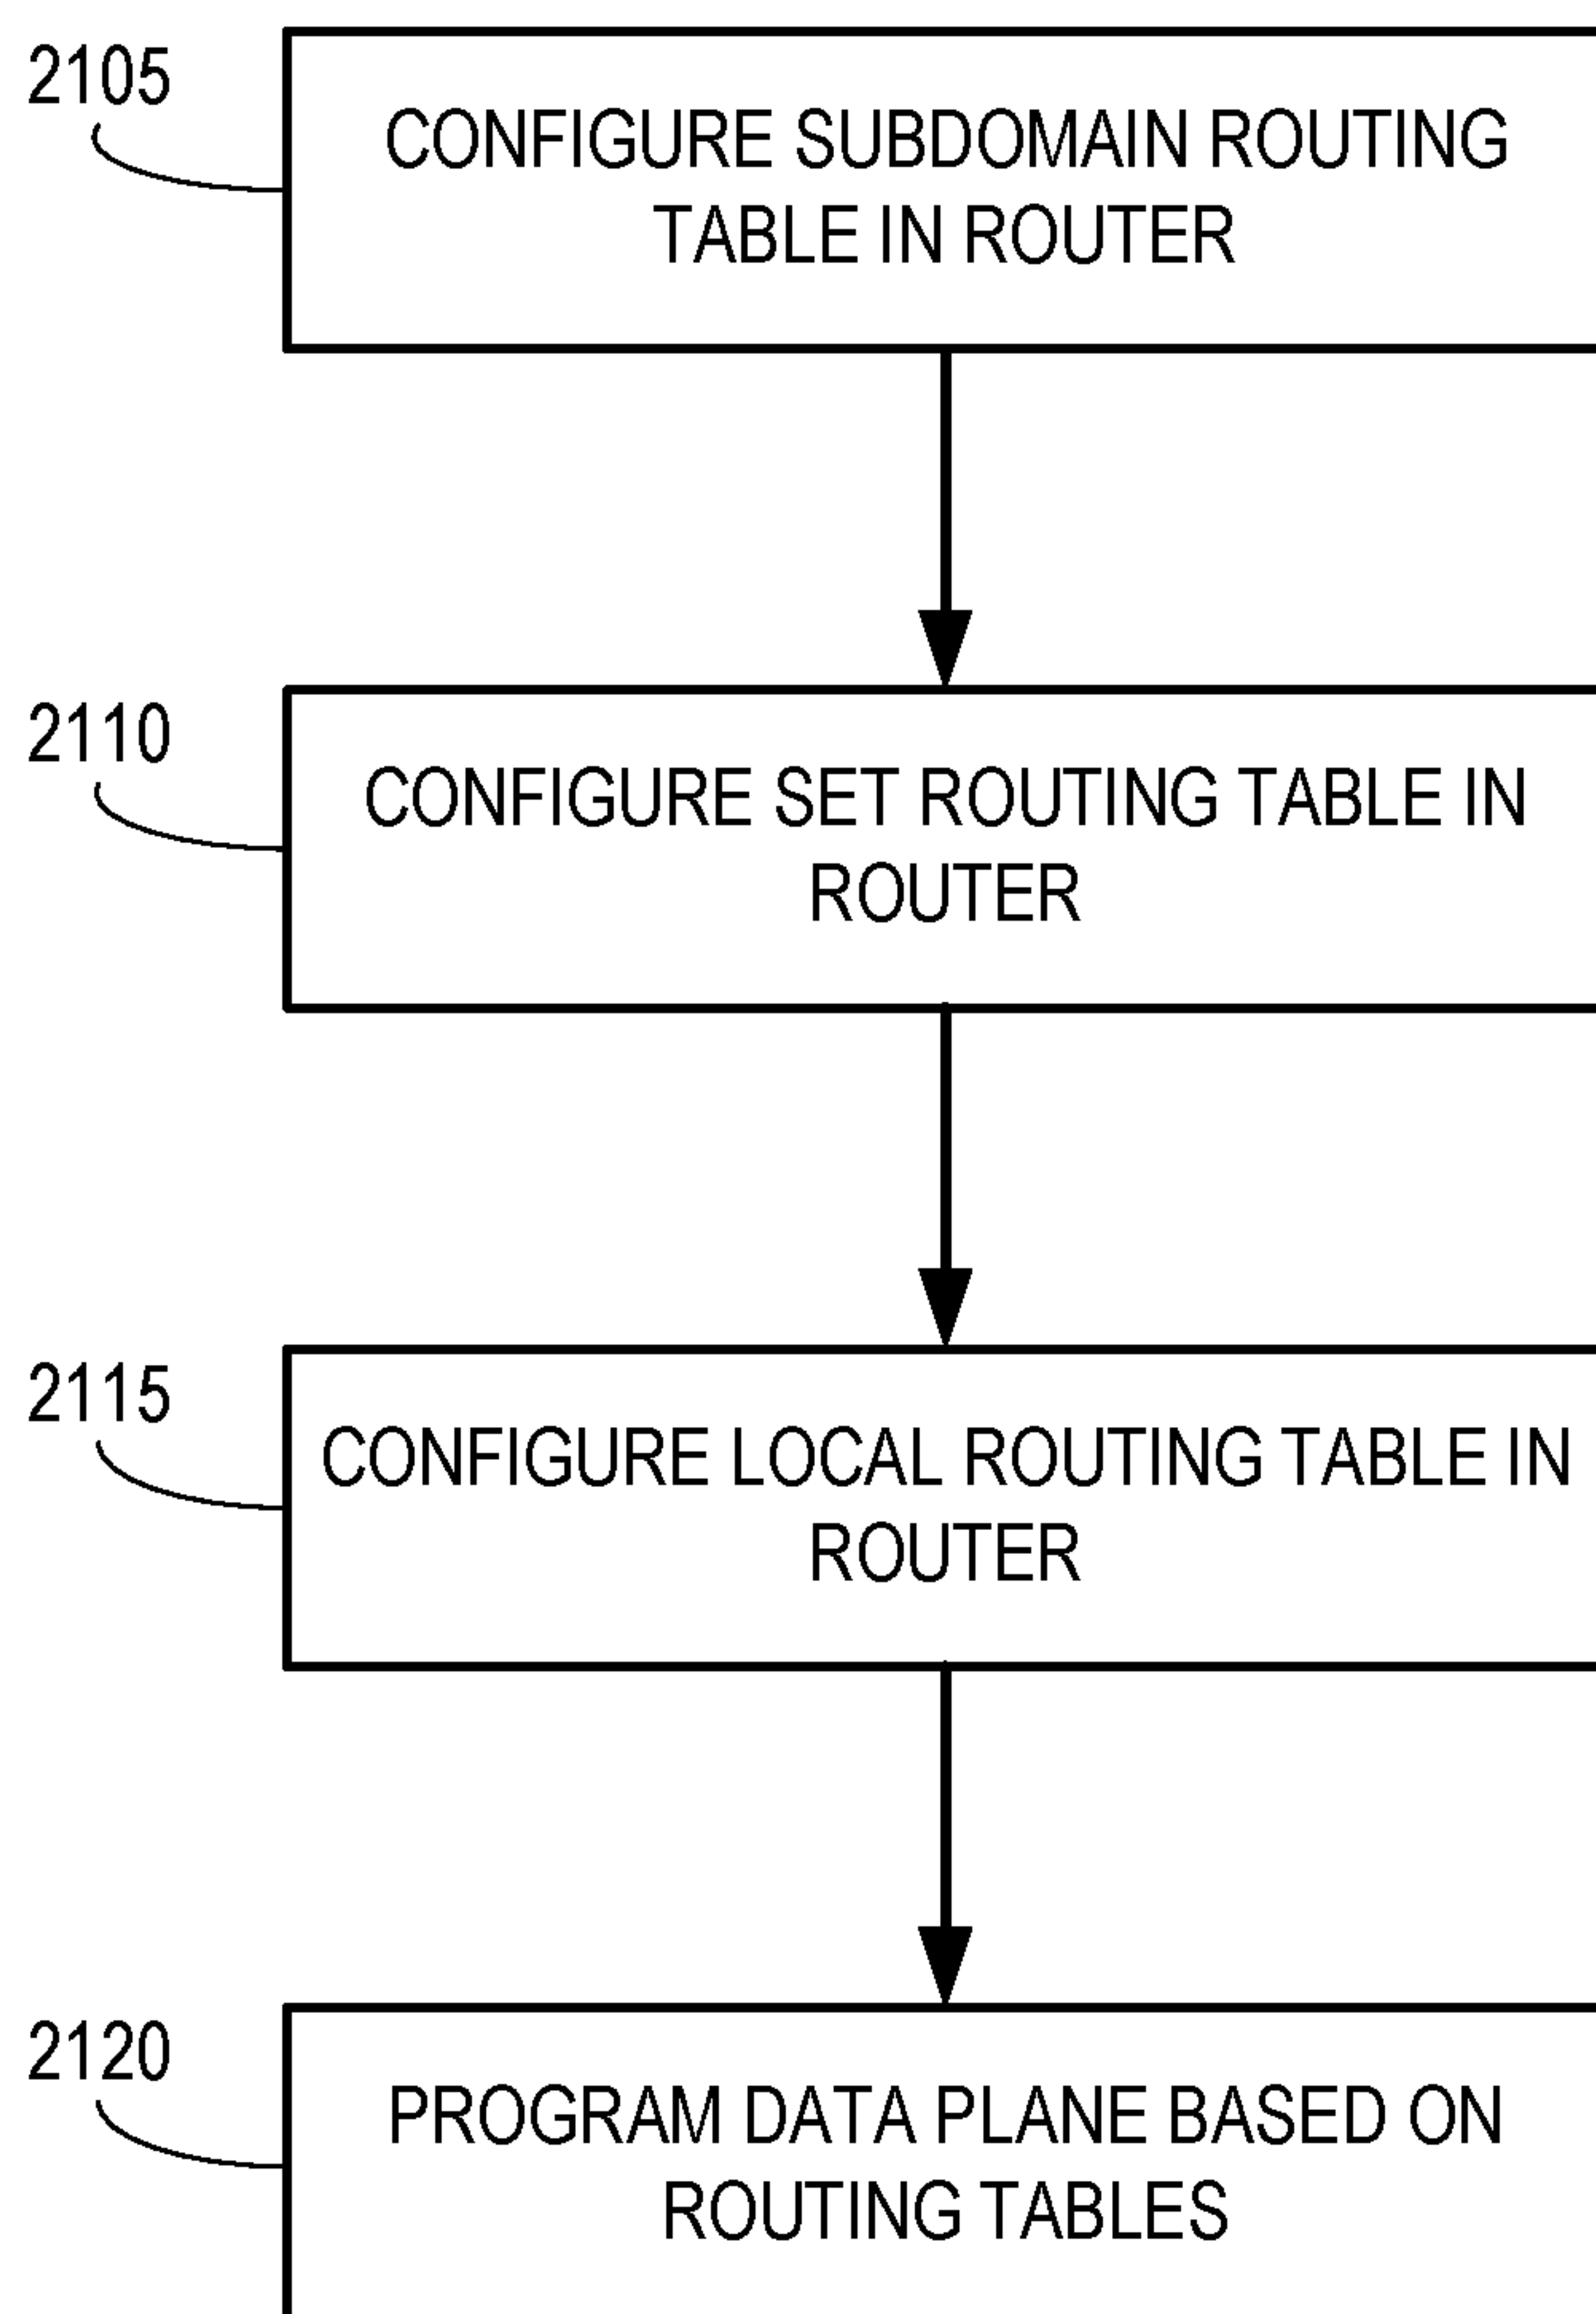 2105
CONFIGURE SUBDOMAIN ROUTING
TABLE IN ROUTER
2110
CONFIGURE SET ROUTING TABLE IN
ROUTER
2115
CONFIGURE LOCAL ROUTING TABLE IN
ROUTER
2120
PROGRAM DATA PLANE BASED ON
ROUTING TABLES